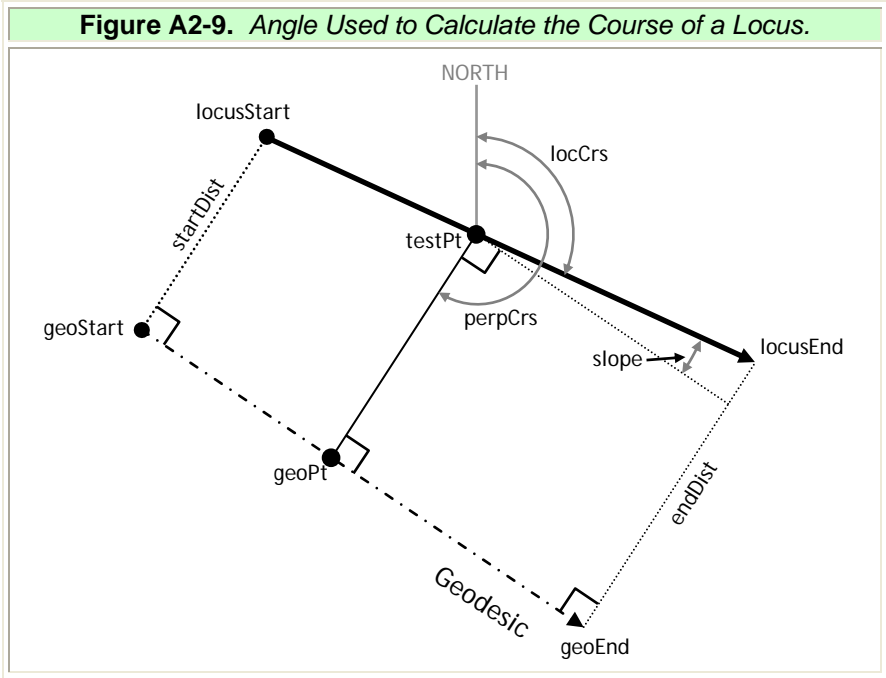 Figure A2-9. Angle Used to Calculate the Course of a Locus.
NORTH
locusStart
locCrs
startDist
testPt
geoStart
perpCrs
slope
locusEnd
geoPt
endDist
Geodesic
geoEnd